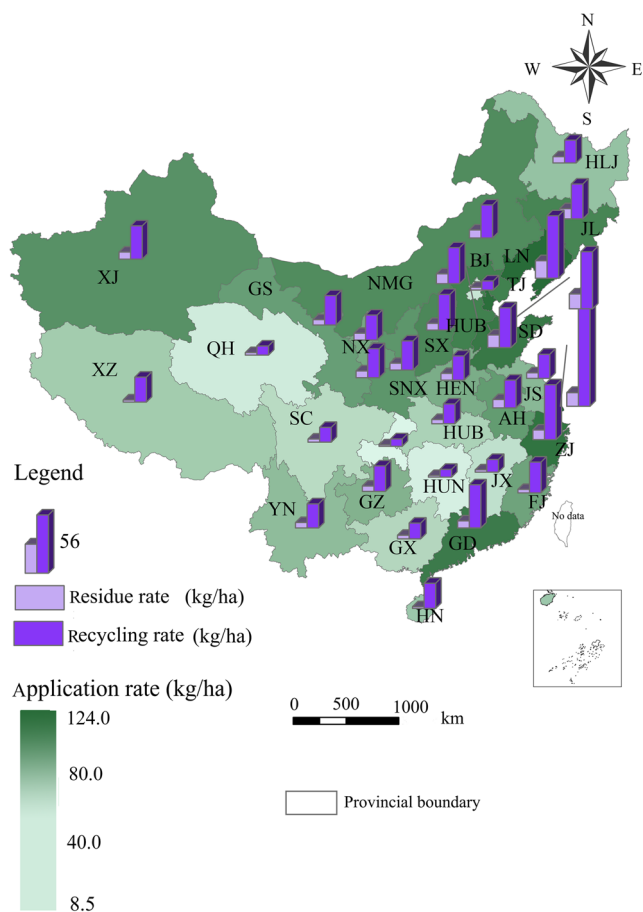 N
W E
S
HLJ
JL
LN
BJ
TJ
XJ
GS
NMG
HUB
SD
QH
NX
SX
XZ
SNX
HEN
JS
AH
HUB
SC
ZJ
HUN
JX
GZ
YN
FJ
GX
GD
No data
HN
Legend
56
Residue rate (kg/ha)
Recycling rate (kg/ha)
Application rate (kg/ha)
124.0
80.0
40.0
8.5
0 500 1000
km
Provincial boundary